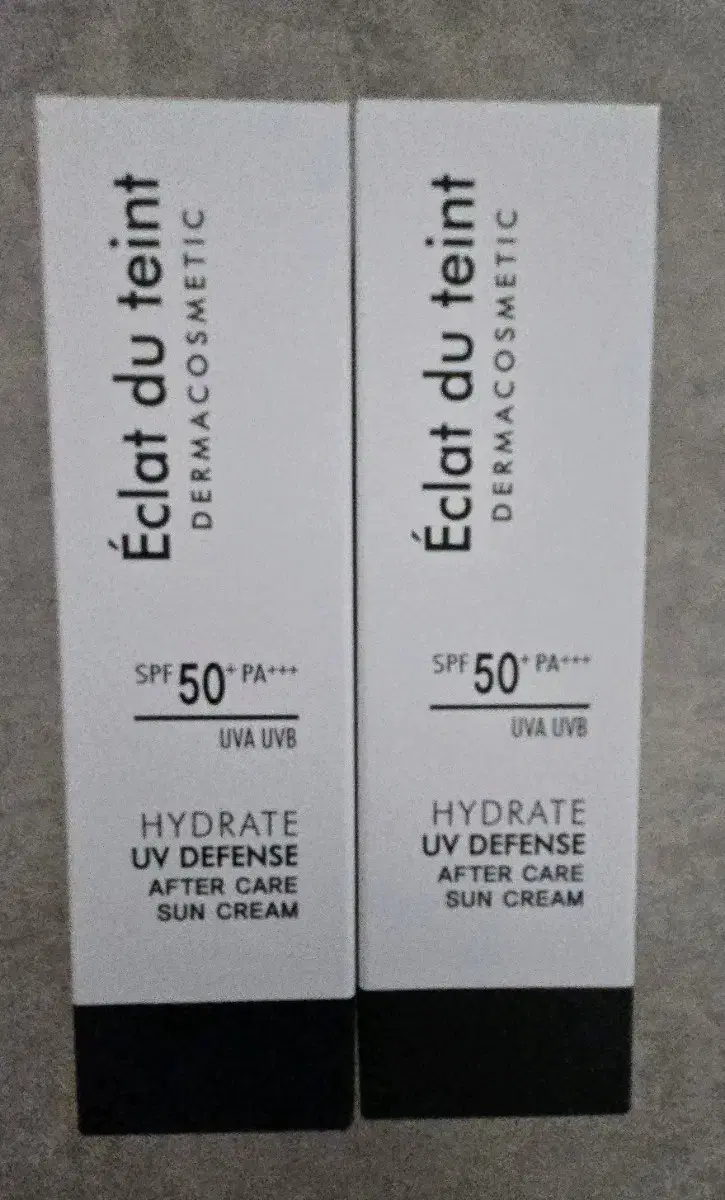 Éclat du teint
DERMACOSMETIC
SPF 50+ PA+++
UVA UVB
HYDRATE
UV DEFENSE
AFTER CARE
SUN CREAM
Éclat du teint
DERMACOSMETIC
SPF 50+ PA+++
UVA UVB
HYDRATE
UV DEFENSE
AFTER CARE
SUN CREAM